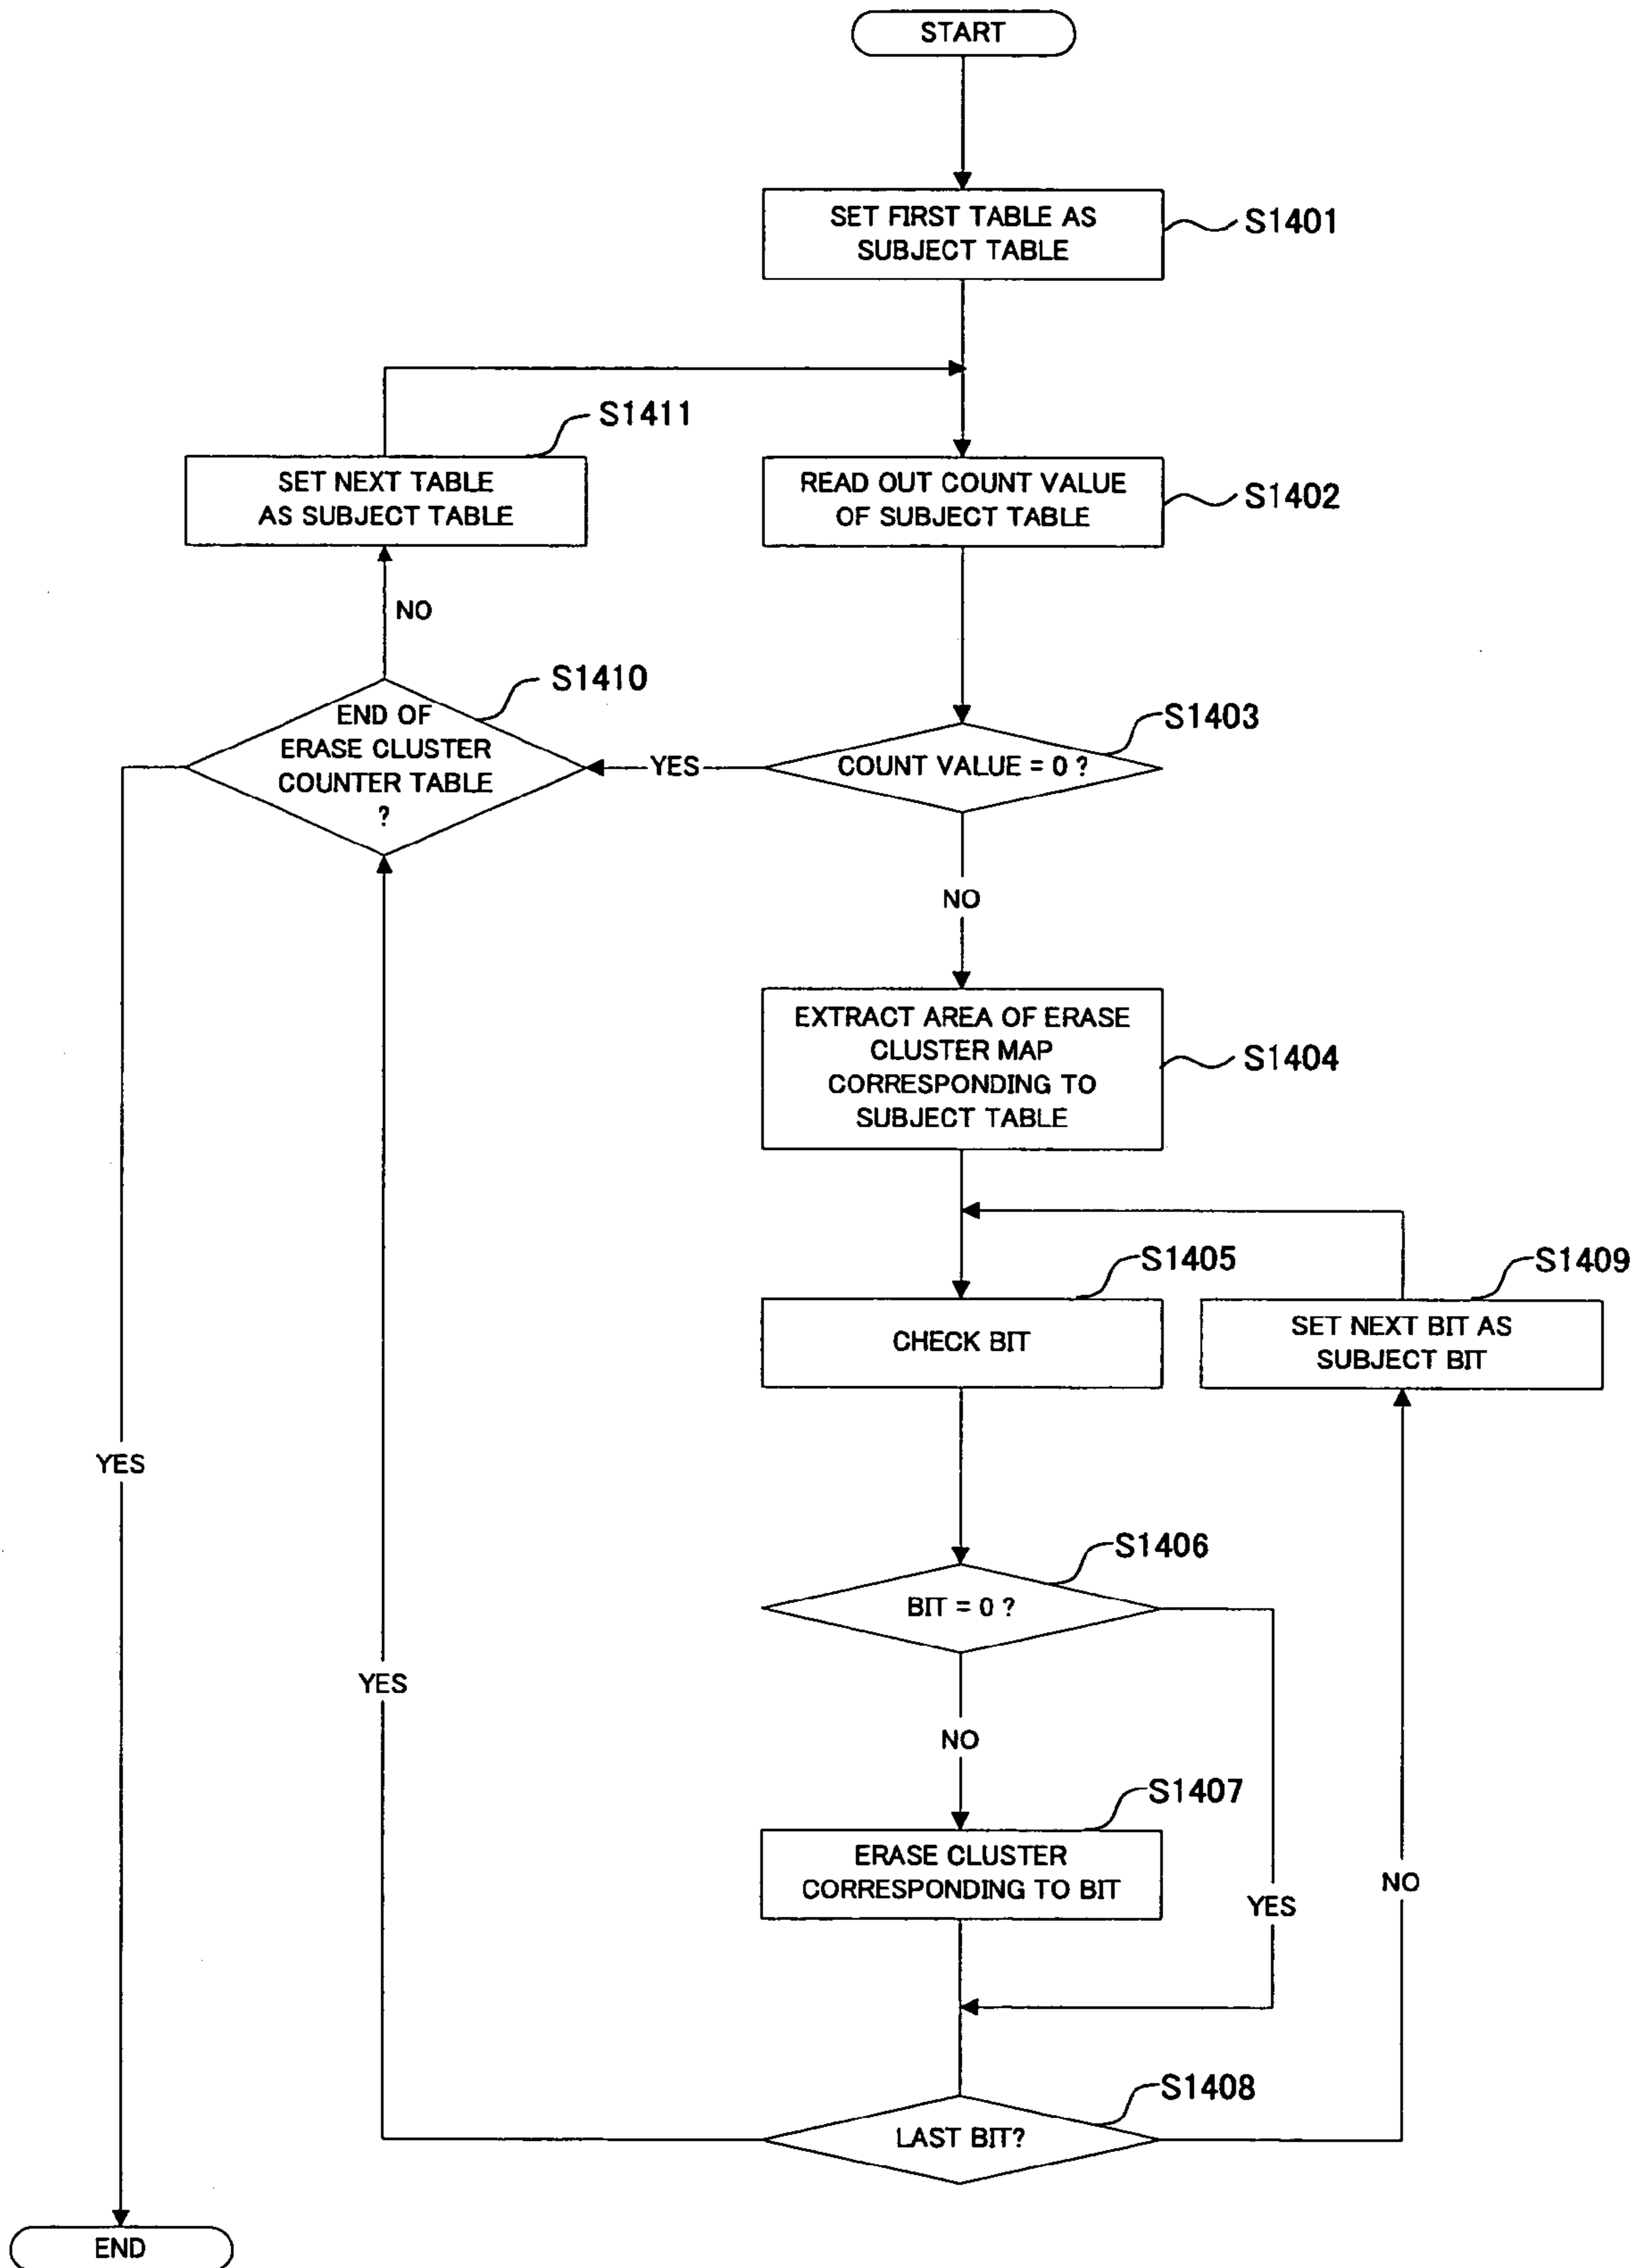 START
SET FIRST TABLE AS
SUBJECT TABLE
S1401
S1411
SET NEXT TABLE
AS SUBJECT TABLE
READ OUT COUNT VALUE
OF SUBJECT TABLE
S1402
NO
S1410
END OF
ERASE CLUSTER
COUNTER TABLE
?
YES
S1403
COUNT VALUE = 0 ?
NO
EXTRACT AREA OF ERASE
CLUSTER MAP
CORRESPONDING TO
SUBJECT TABLE
S1404
S1405
CHECK BIT
S1409
SET NEXT BIT AS
SUBJECT BIT
YES
S1406
BIT = 0 ?
YES
NO
S1407
ERASE CLUSTER
CORRESPONDING TO BIT
YES
NO
S1408
LAST BIT?
END